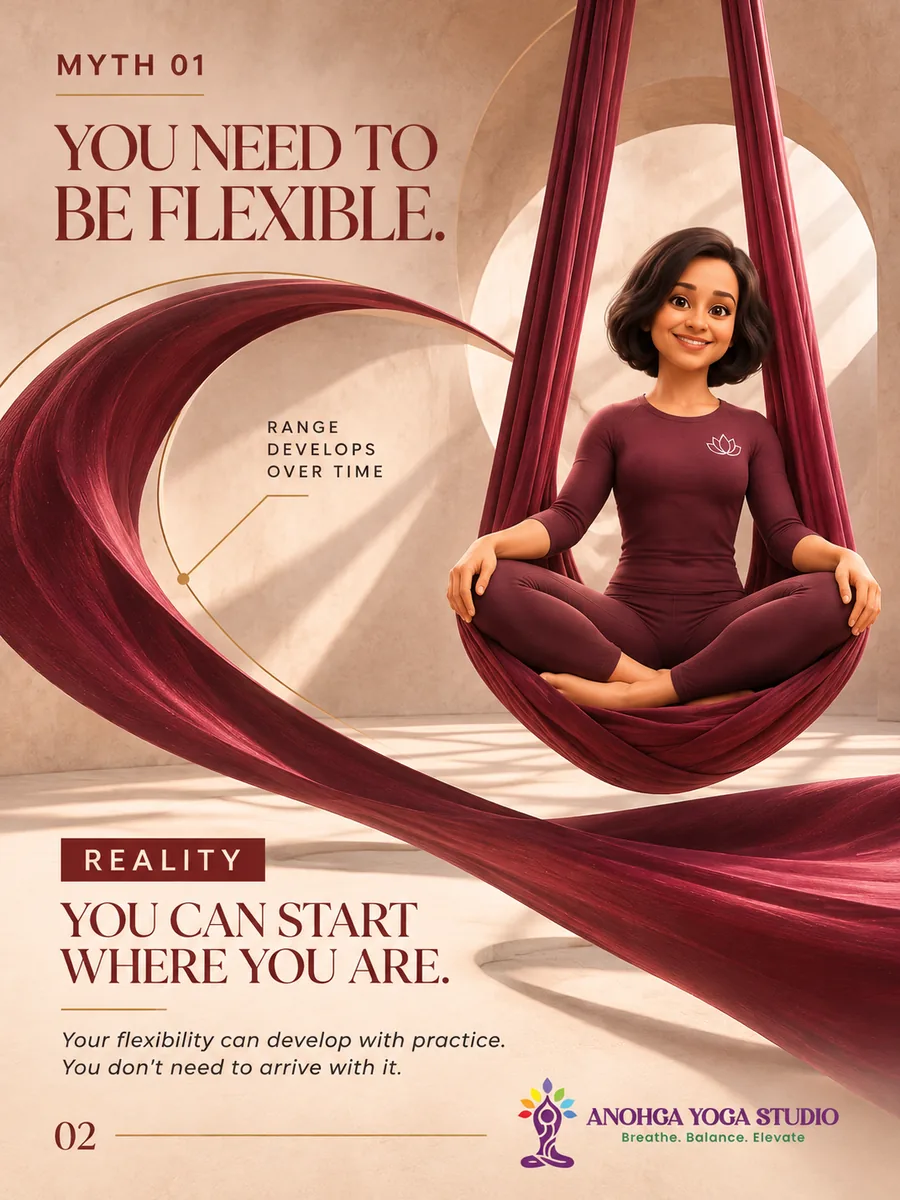 MYTH 01
YOU NEED TO
BE FLEXIBLE.
RANGE
DEVELOPS
OVER TIME
REALITY
YOU CAN START
WHERE YOU ARE.
Your flexibility can develop with practice.
You don't need to arrive with it.
02
ANOHGA YOGA STUDIO
Breathe. Balance. Elevate